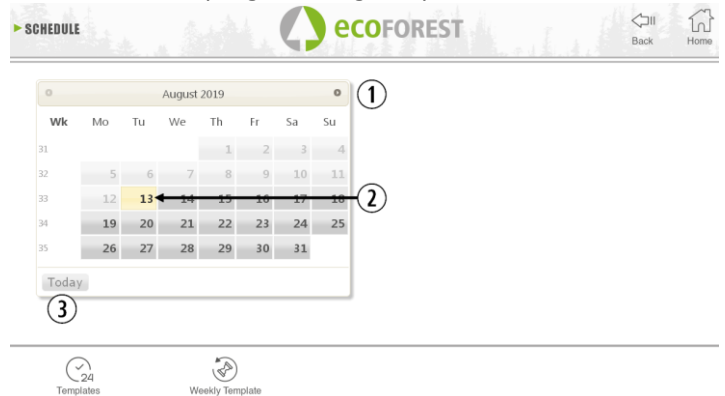 SCHEDULE
ecoFOREST
Back
Home
August 2019
1
Wk Mo Tu We Th Fr Sa Su
31 1 2 3 4
32 5 6 7 8 9 10 11
33 12 13 14 15 16 17 18
2
34 19 20 21 22 23 24 25
35 26 27 28 29 30 31
Today
3
24
Templates
Weekly Template